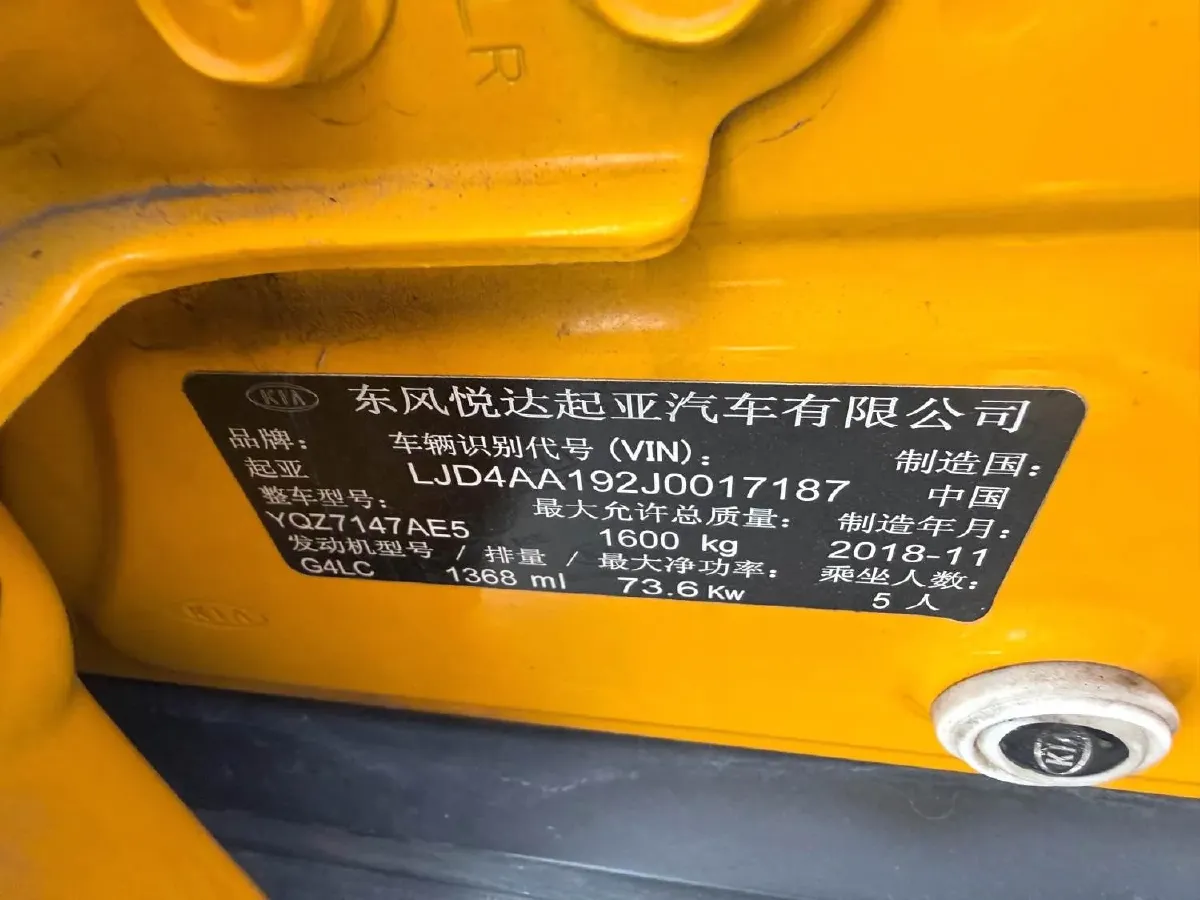 LR
KIA 东风悦达起亚汽车有限公司
品牌： 车辆识别代号 (VIN)： 制造国：
起亚 LJD4AA192J0017187 中国
整车型号： 最大允许总质量： 制造年月：
YQZ7147AE5 1600 kg 2018-11
发动机型号 / 排量 / 最大净功率： 乘坐人数：
G4LC 1368 ml 73.6 Kw 5 人
KIA
KIA